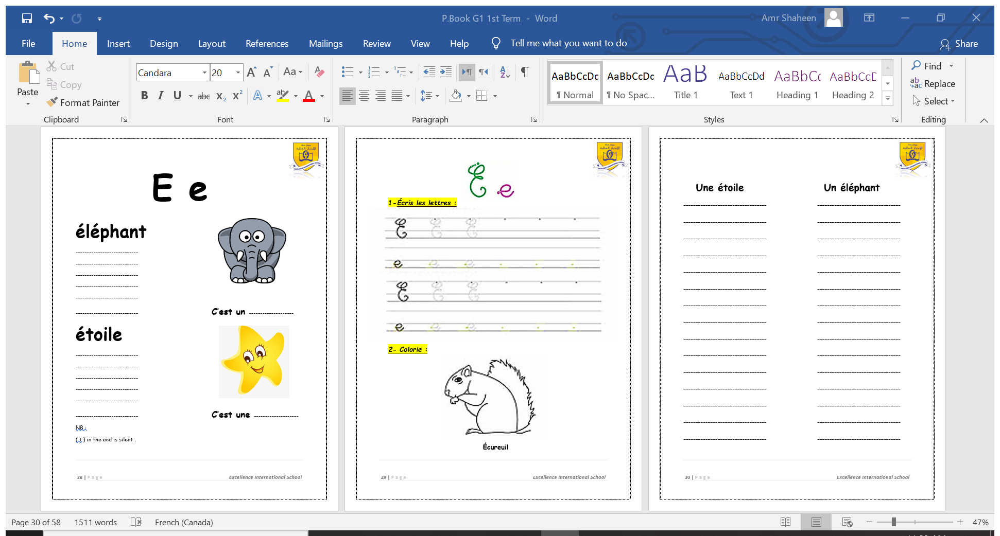 P.Book G1 1st Term - Word
Amr Shaheen
File Home Insert Design Layout References Mailings Review View Help Tell me what you want to do Share
Paste
Cut
Copy
Format Painter
Clipboard
Candara 20
Font
Paragraph
AaBbCcDc AaBbCcDc AaB AaBbCcDd AaBbCc AaBbCcD
¶ Normal ¶ No Spac... Title 1 Text 1 Heading 1 Heading 2
Styles
Find
Replace
Select
Editing
E e
éléphant
C'est un --------------------
étoile
C'est une --------------------
NB :
( t ) in the end is silent .
28 | Page Excellence International School
E e
1-Écris les lettres :
E E E
e e e
E E E
e e e
2- Colorie :
Écureuil
29 | Page Excellence International School
Une étoile Un éléphant
30 | Page Excellence International School
Page 30 of 58 1511 words French (Canada) 47%